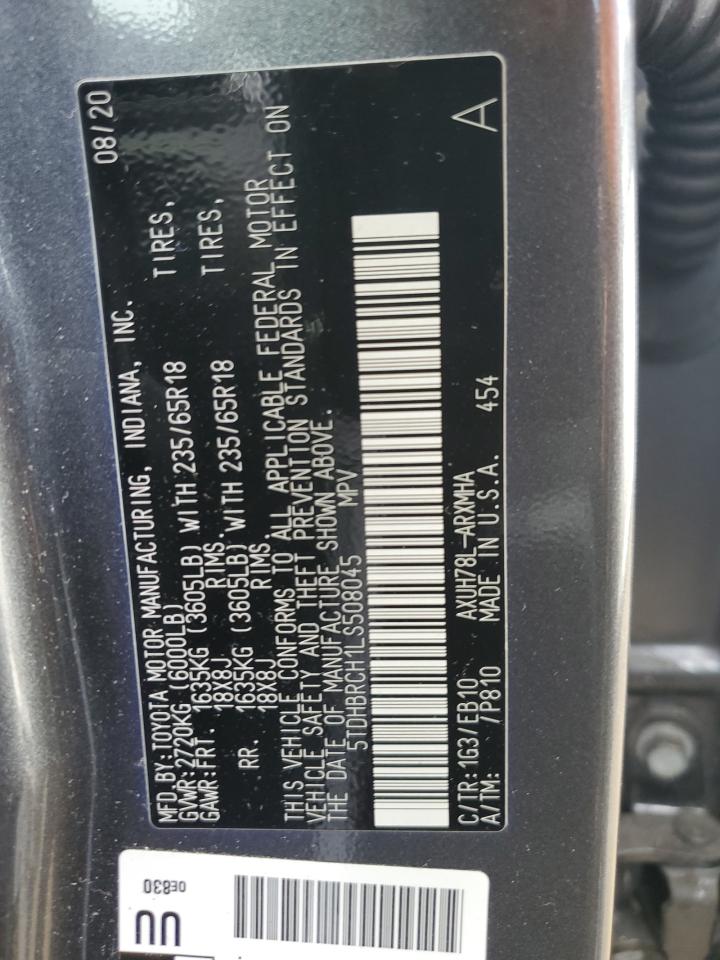 MFD.BY:TOYOTA MOTOR MANUFACTURING, INDIANA, INC. 08/20
GVWR:2720KG (6000LB)
GAWR:FRT. 1635KG (3605LB) WITH 235/65R18 TIRES,
18X8J RIMS.
RR. 1635KG (3605LB) WITH 235/65R18 TIRES,
18X8J RIMS
THIS VEHICLE CONFORMS TO ALL APPLICABLE FEDERAL MOTOR
VEHICLE SAFETY AND THEFT PREVENTION STANDARDS IN EFFECT ON
THE DATE OF MANUFACTURE SHOWN ABOVE.
5TDHBRCH1LS508045 MPV
C/TR:1G3/EB10 AXUH78L-ARXMHA
A/TM: /P810 MADE IN U.S.A. 454 A
0E830
UU